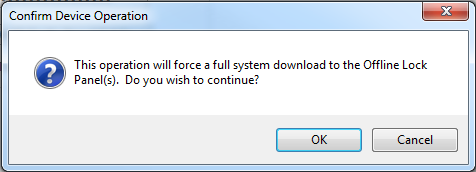 Confirm Device Operation
This operation will force a full system download to the Offline Lock
Panel(s).  Do you wish to continue?
OK
Cancel